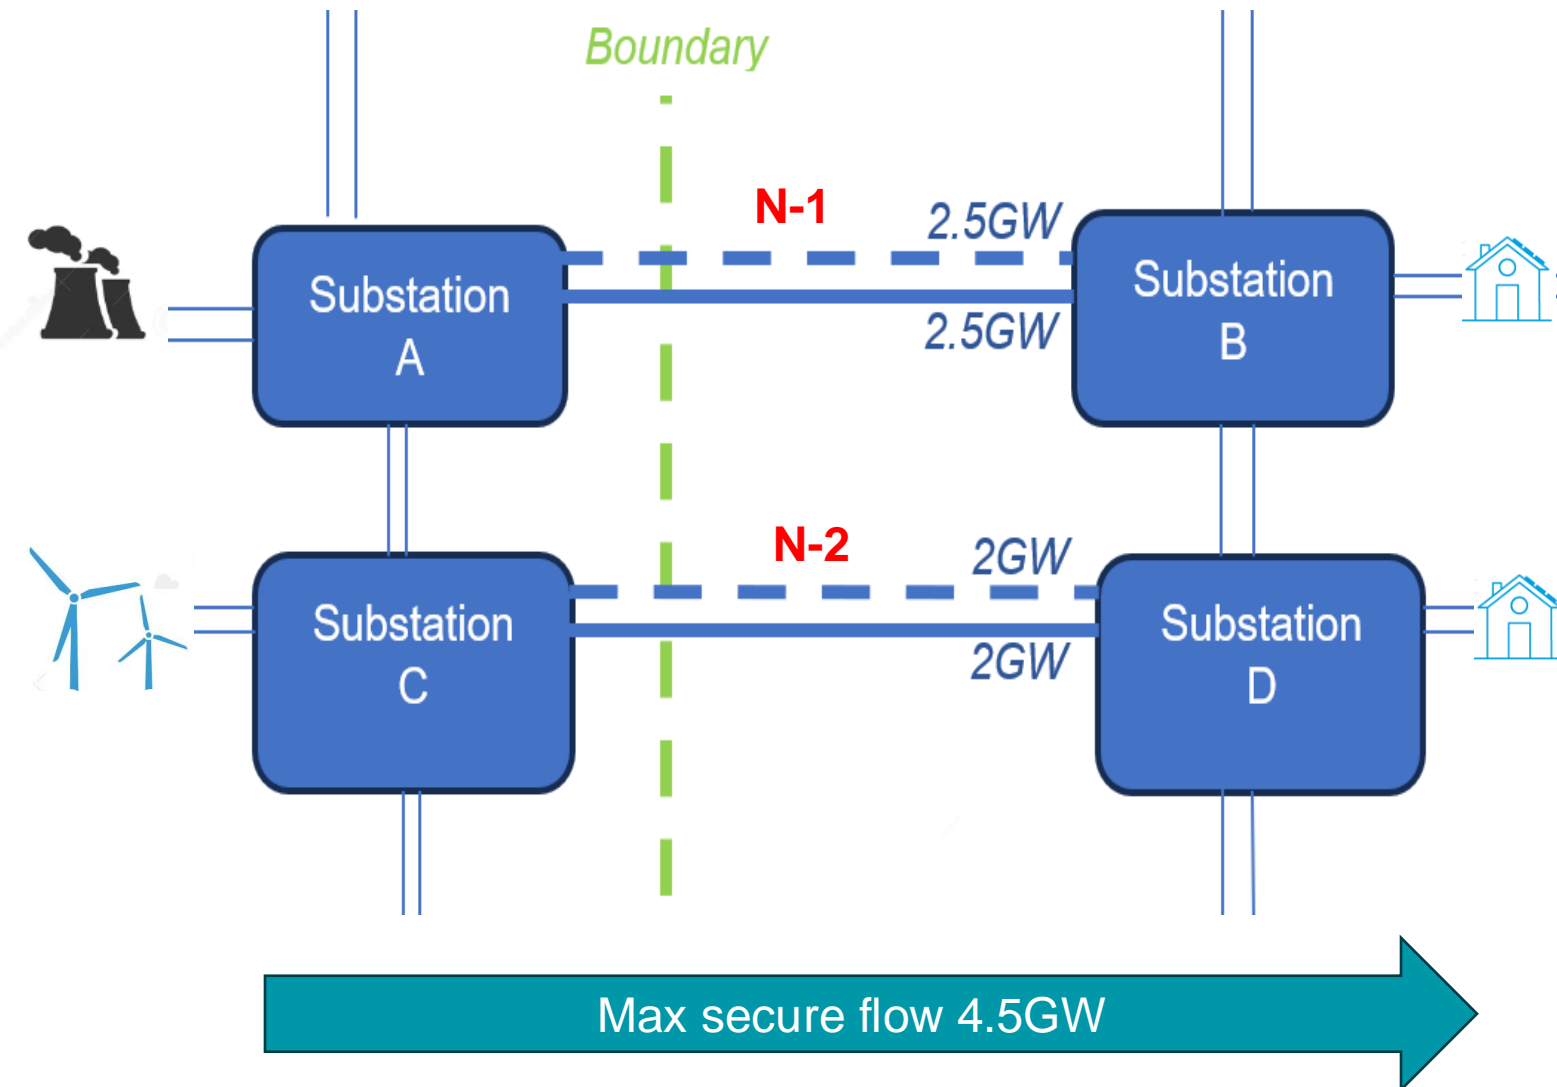 Boundary
N-1
2.5GW
2.5GW
Substation
A
Substation
B
N-2
2GW
2GW
Substation
C
Substation
D
Max secure flow 4.5GW